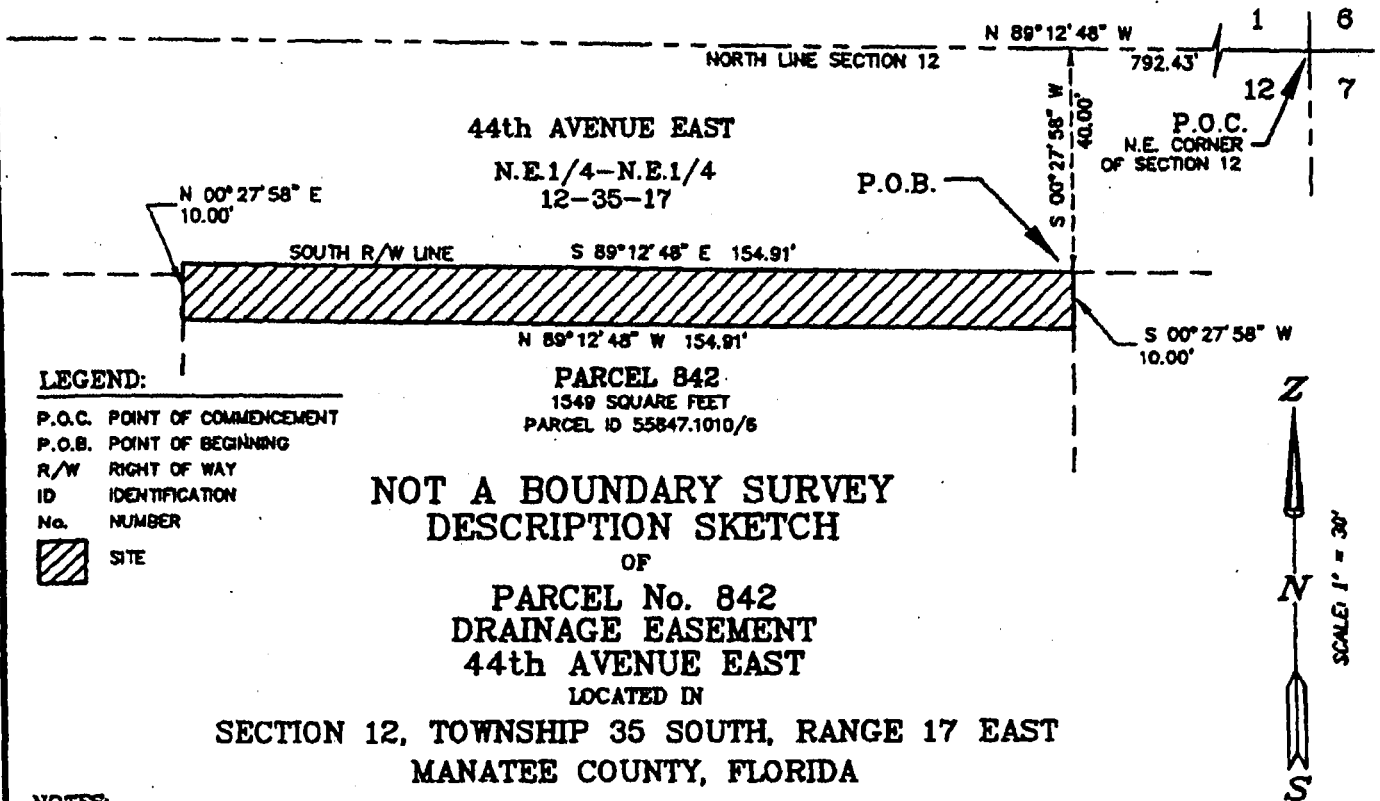 N 89°12'48" W
1
6
NORTH LINE SECTION 12
792.43'
12
7
S 00°27'58" W
40.00'
P.O.C.
N.E. CORNER
OF SECTION 12
44th AVENUE EAST
N.E.1/4-N.E.1/4
12-35-17
P.O.B.
N 00°27'58" E
10.00'
SOUTH R/W LINE
S 89°12'48" E 154.91'
N 89°12'48" W 154.91'
S 00°27'58" W
10.00'
LEGEND:
P.O.C. POINT OF COMMENCEMENT
P.O.B. POINT OF BEGINNING
R/W RIGHT OF WAY
ID IDENTIFICATION
No. NUMBER
SITE
PARCEL 842
1549 SQUARE FEET
PARCEL ID 55847.1010/6
NOT A BOUNDARY SURVEY
DESCRIPTION SKETCH
OF
PARCEL No. 842
DRAINAGE EASEMENT
44th AVENUE EAST
LOCATED IN
SECTION 12, TOWNSHIP 35 SOUTH, RANGE 17 EAST
MANATEE COUNTY, FLORIDA
N
S
SCALE: 1" = 30'
NOTES: